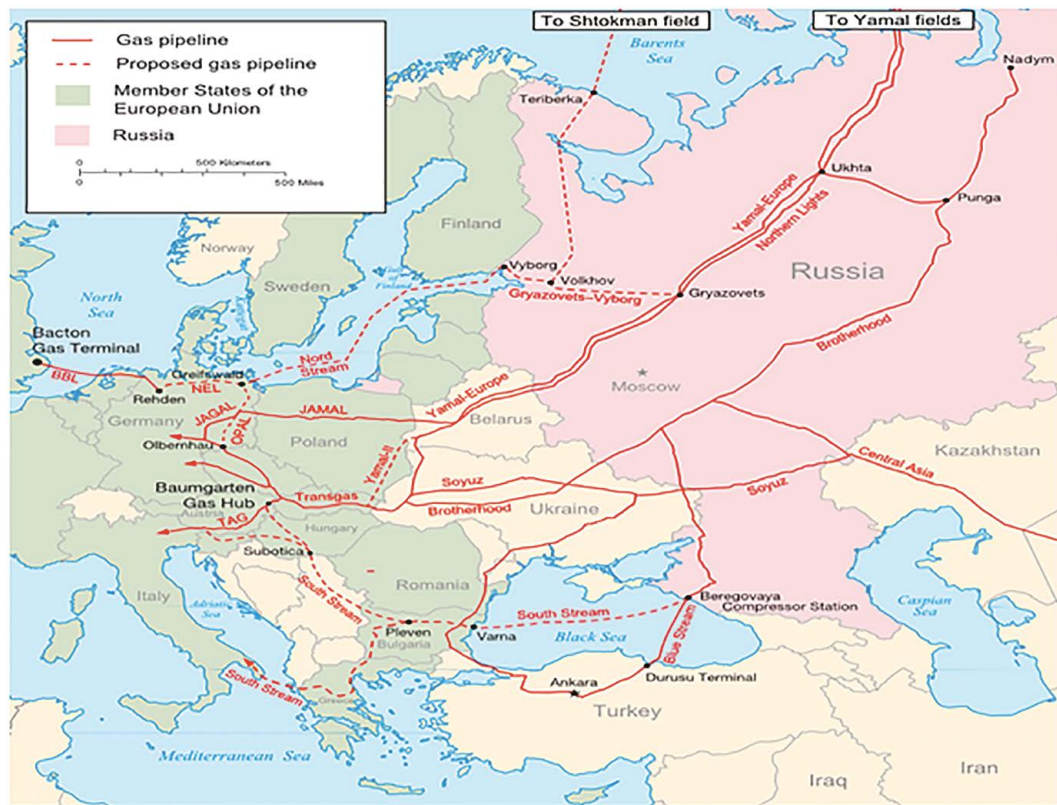 To Shtokman field
To Yamal fields
Gas pipeline
Proposed gas pipeline
Member States of the
European Union
Russia
0 500 Kilometers
0 500 Miles
Barents
Sea
Nadym
Teriberka
Ukhta
Punga
Yamal-Europe
Northern Lights
Finland
Norway
Sweden
Gulf
of
Finland
Vyborg
Volkhov
Gryazovets–Vyborg
Gryazovets
Russia
Brotherhood
North
Sea
Bacton
Gas Terminal
BBL
Rehden
NEL
Greifswald
Nord
Stream
Moscow
Yamal-Europe
Belarus
Germany
JAGAL
OPAL
JAMAL
Poland
Olbernhau
Yamal-II
Kazakhstan
Central Asia
Soyuz
Soyuz
Baumgarten
Gas Hub
Transgas
Brotherhood
Ukraine
Austria
TAG
Hungary
Subotica
Romania
Italy
Adriatic
Sea
South Stream
South Stream
Beregovaya
Compressor Station
Caspian
Sea
Pleven
Bulgaria
Varna
Black Sea
Blue Stream
Durusu Terminal
South Stream
Greece
Ankara
Turkey
Mediterranean Sea
Iraq
Iran